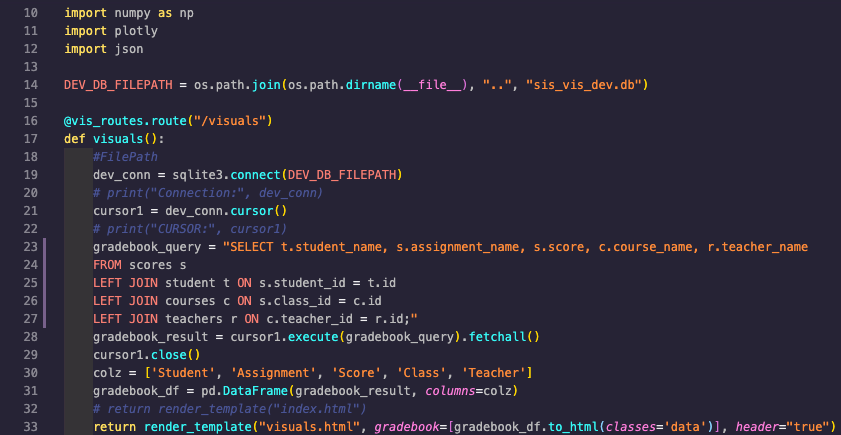 10 import numpy as np
11 import plotly
12 import json
13
14 DEV_DB_FILEPATH = os.path.join(os.path.dirname(__file__), "..", "sis_vis_dev.db")
15
16 @vis_routes.route("/visuals")
17 def visuals():
18     #FilePath
19     dev_conn = sqlite3.connect(DEV_DB_FILEPATH)
20     # print("Connection:", dev_conn)
21     cursor1 = dev_conn.cursor()
22     # print("CURSOR:", cursor1)
23     gradebook_query = "SELECT t.student_name, s.assignment_name, s.score, c.course_name, r.teacher_name
24     FROM scores s
25     LEFT JOIN student t ON s.student_id = t.id
26     LEFT JOIN courses c ON s.class_id = c.id
27     LEFT JOIN teachers r ON c.teacher_id = r.id;"
28     gradebook_result = cursor1.execute(gradebook_query).fetchall()
29     cursor1.close()
30     colz = ['Student', 'Assignment', 'Score', 'Class', 'Teacher']
31     gradebook_df = pd.DataFrame(gradebook_result, columns=colz)
32     # return render_template("index.html")
33     return render_template("visuals.html", gradebook=[gradebook_df.to_html(classes='data')], header="true")